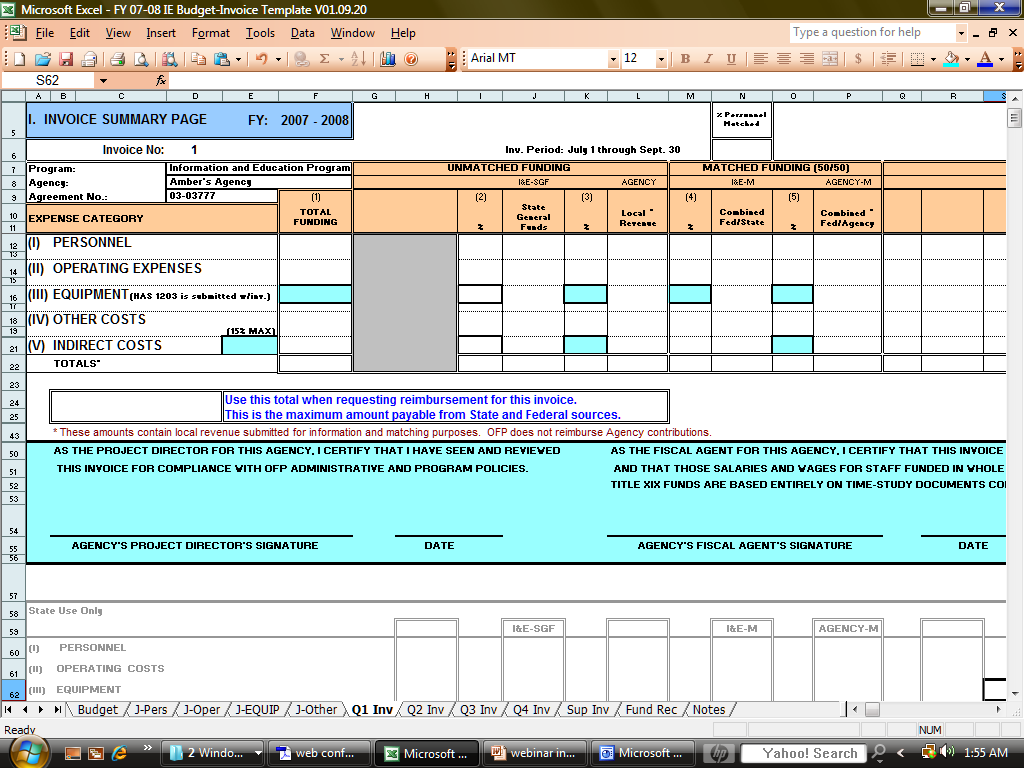 Microsoft Excel - FY 07-08 IE Budget-Invoice Template V01.09.20
File Edit View Insert Format Tools Data Window Help
Type a question for help
Arial MT 12
S62 fx
A B C D E F G H I J K L M N O P Q R S
5 I. INVOICE SUMMARY PAGE FY: 2007 - 2008 % Personnel Matched
6 Invoice No: 1 Inv. Period: July 1 through Sept. 30
7 Program: Information and Education Program UNMATCHED FUNDING MATCHED FUNDING (50/50)
8 Agency: Amber's Agency I&E-SGF AGENCY I&E-M AGENCY-M
9 Agreement No.: 03-03777 (1) (2) (3) (4) (5)
10 EXPENSE CATEGORY TOTAL FUNDING State General Funds Local * Revenue Combined Fed/State Combined * Fed/Agency
11 % % % %
12 (I) PERSONNEL
13
14 (II) OPERATING EXPENSES
15
16 (III) EQUIPMENT (HAS 1203 is submitted w/inv.)
17
18 (IV) OTHER COSTS
19 (15% MAX)
21 (V) INDIRECT COSTS
22 TOTALS*
23
24 Use this total when requesting reimbursement for this invoice.
25 This is the maximum amount payable from State and Federal sources.
43 * These amounts contain local revenue submitted for information and matching purposes. OFP does not reimburse Agency contributions.
50 AS THE PROJECT DIRECTOR FOR THIS AGENCY, I CERTIFY THAT I HAVE SEEN AND REVIEWED AS THE FISCAL AGENT FOR THIS AGENCY, I CERTIFY THAT THIS INVOICE
51 THIS INVOICE FOR COMPLIANCE WITH OFP ADMINISTRATIVE AND PROGRAM POLICIES. AND THAT THOSE SALARIES AND WAGES FOR STAFF FUNDED IN WHOLE
52 TITLE XIX FUNDS ARE BASED ENTIRELY ON TIME-STUDY DOCUMENTS CO
53
54
55 AGENCY'S PROJECT DIRECTOR'S SIGNATURE DATE AGENCY'S FISCAL AGENT'S SIGNATURE DATE
56
57
58 State Use Only
59 I&E-SGF I&E-M AGENCY-M
60 (I) PERSONNEL
61 (II) OPERATING COSTS
62 (III) EQUIPMENT
Budget J-Pers J-Oper J-EQUIP J-Other Q1 Inv Q2 Inv Q3 Inv Q4 Inv Sup Inv Fund Rec Notes
Ready NUM
2 Windo... web conf... Microsoft ... webinar in... Microsoft ... hp Yahoo! Search 1:55 AM